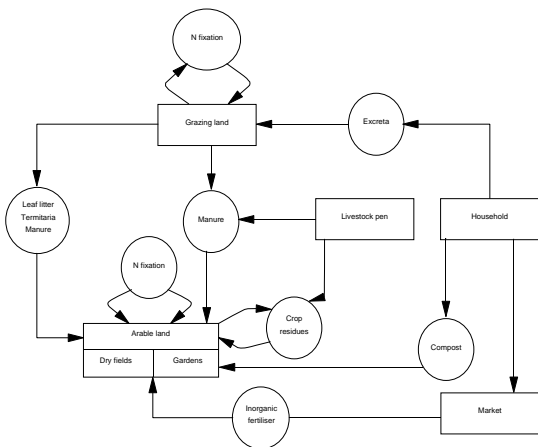 N fixation
Grazing land
Excreta
Leaf litter
Termitaria
Manure
Manure
Livestock pen
Household
N fixation
Arable land
Dry fields
Gardens
Crop
residues
Compost
Inorganic
fertiliser
Market